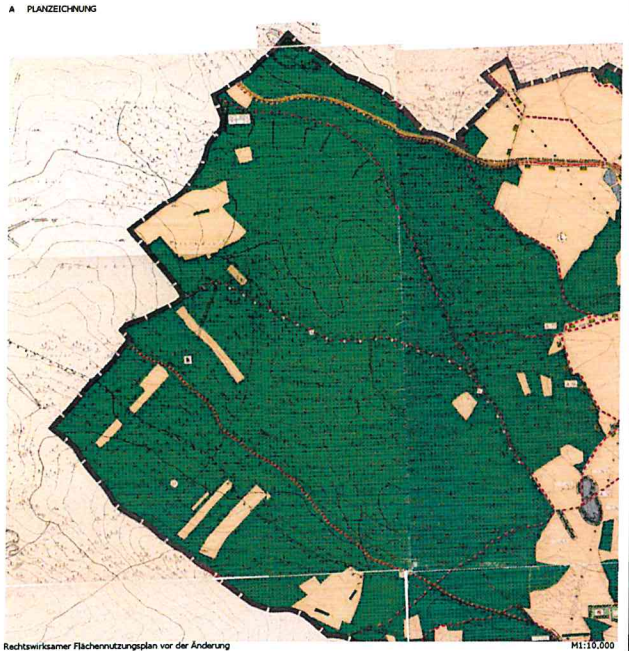 A PLANZEICHNUNG
Rechtswirksamer Flächennutzungsplan vor der Änderung
M1:10,000